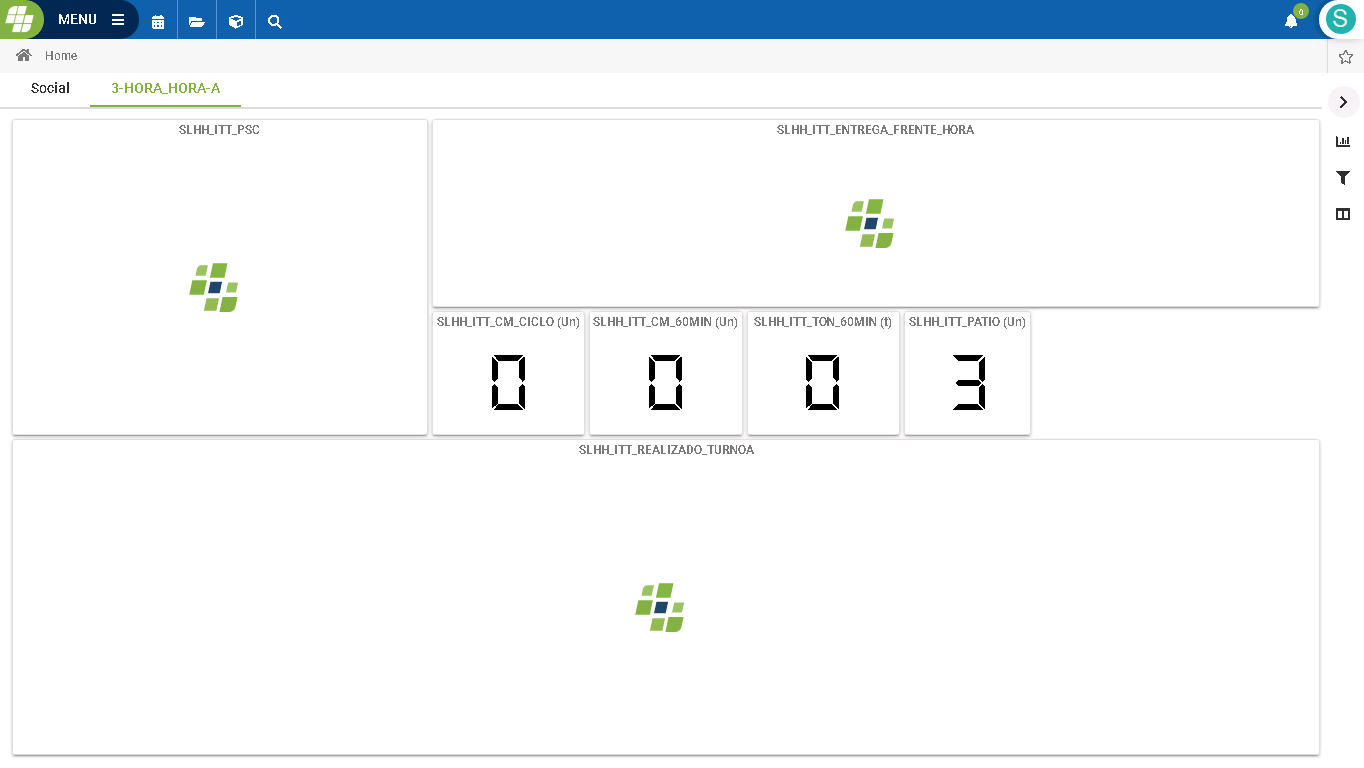 MENU
0
S
Home
Social
3-HORA_HORA-A
SLHH_ITT_PSC
SLHH_ITT_ENTREGA_FRENTE_HORA
SLHH_ITT_CM_CICLO (Un)
0
SLHH_ITT_CM_60MIN (Un)
0
SLHH_ITT_TON_60MIN (t)
0
SLHH_ITT_PATIO (Un)
3
SLHH_ITT_REALIZADO_TURNOA